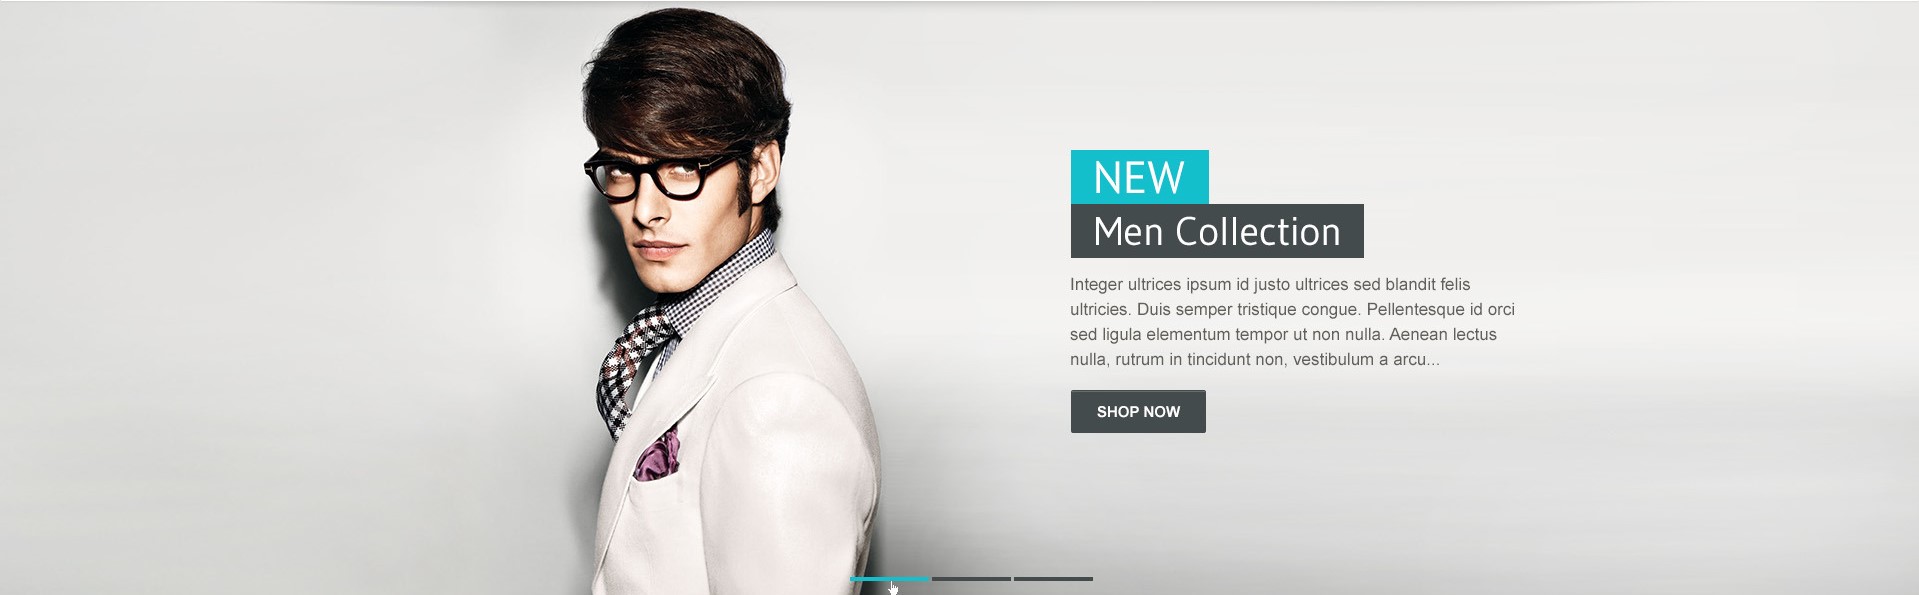 NEW
Men Collection
Integer ultrices ipsum id justo ultrices sed blandit felis
ultricies. Duis semper tristique congue. Pellentesque id orci
sed ligula elementum tempor ut non nulla. Aenean lectus
nulla, rutrum in tincidunt non, vestibulum a arcu...
SHOP NOW